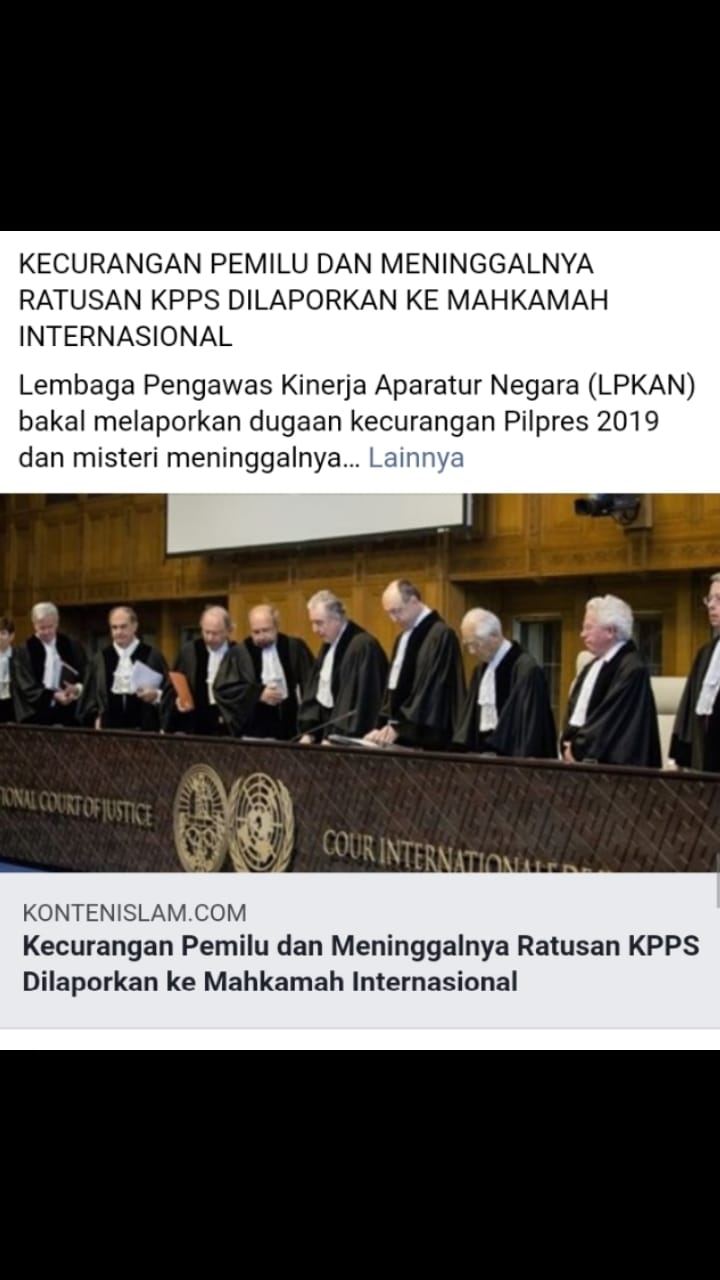 KECURANGAN PEMILU DAN MENINGGALNYA
RATUSAN KPPS DILAPORKAN KE MAHKAMAH
INTERNASIONAL
Lembaga Pengawas Kinerja Aparatur Negara (LPKAN)
bakal melaporkan dugaan kecurangan Pilpres 2019
dan misteri meninggalnya... Lainnya
COURT OF JUSTICE
COUR INTERNATIONALE
KONTENISLAM.COM
Kecurangan Pemilu dan Meninggalnya Ratusan KPPS
Dilaporkan ke Mahkamah Internasional